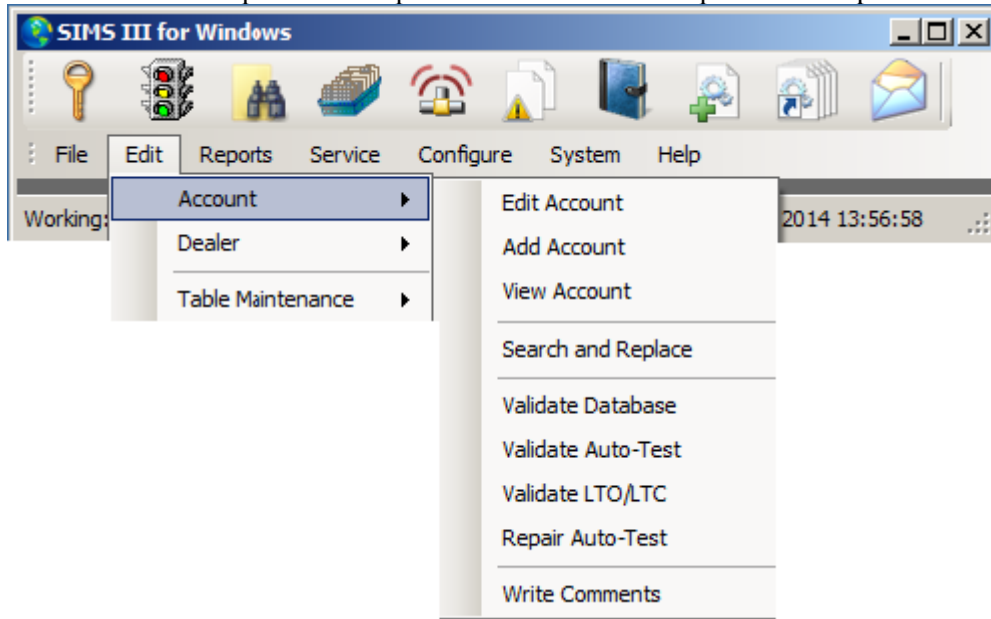 SIMS III for Windows
File Edit Reports Service Configure System Help
Account
Dealer
Table Maintenance
Edit Account
Add Account
View Account
Search and Replace
Validate Database
Validate Auto-Test
Validate LTO/LTC
Repair Auto-Test
Write Comments
Working:
2014 13:56:58